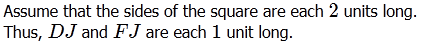 Assume that the sides of the square are each 2 units long.
Thus, DJ and FJ are each 1 unit long.